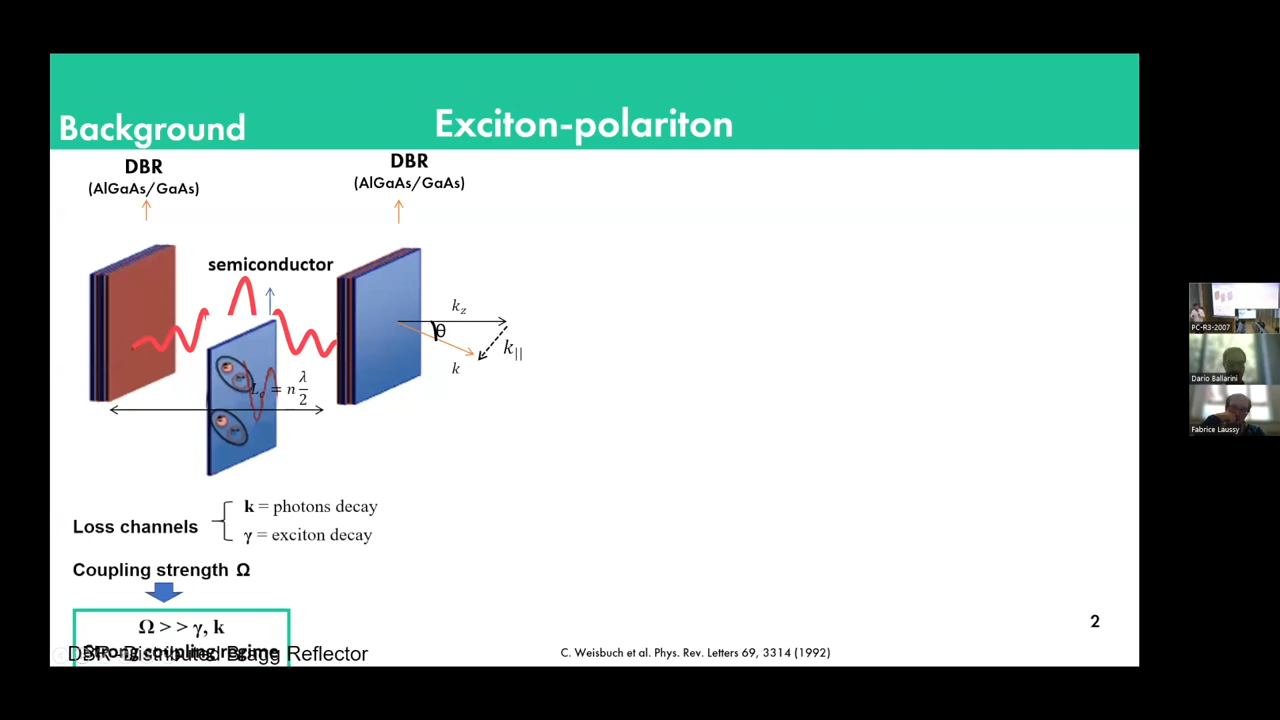 Background
Exciton-polariton
DBR
(AlGaAs/GaAs)
DBR
(AlGaAs/GaAs)
semiconductor
k_z
θ
k_||
k
L_c = n λ/2
Loss channels
k = photons decay
γ = exciton decay
Coupling strength Ω
Ω > > γ, k
Strong coupling regime
DBR-Distributed Bragg Reflector
C. Weisbuch et al. Phys. Rev. Letters 69, 3314 (1992)
2
PC-R3-2007
Dario Ballarini
Fabrice Laussy